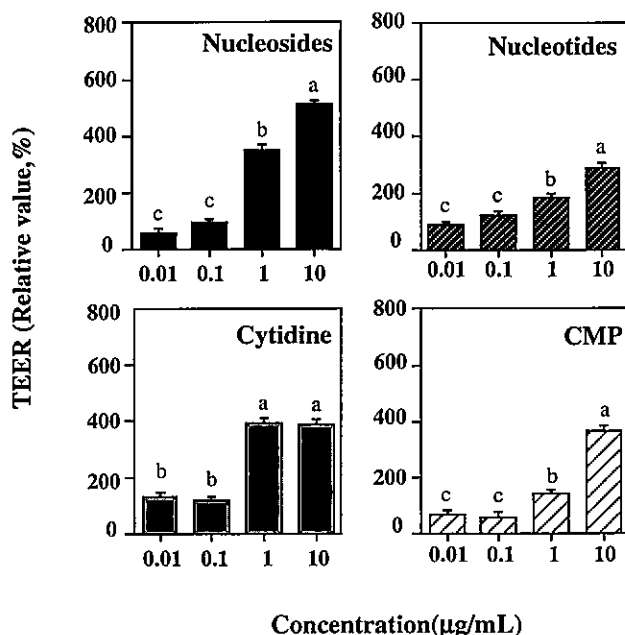 TEER (Relative value,%)
Nucleosides
800
600
400
200
0
c
c
b
a
0.01 0.1 1 10
Nucleotides
800
600
400
200
0
c
c
b
a
0.01 0.1 1 10
Cytidine
800
600
400
200
0
b
b
a
a
0.01 0.1 1 10
CMP
800
600
400
200
0
c
c
b
a
0.01 0.1 1 10
Concentration(μg/mL)